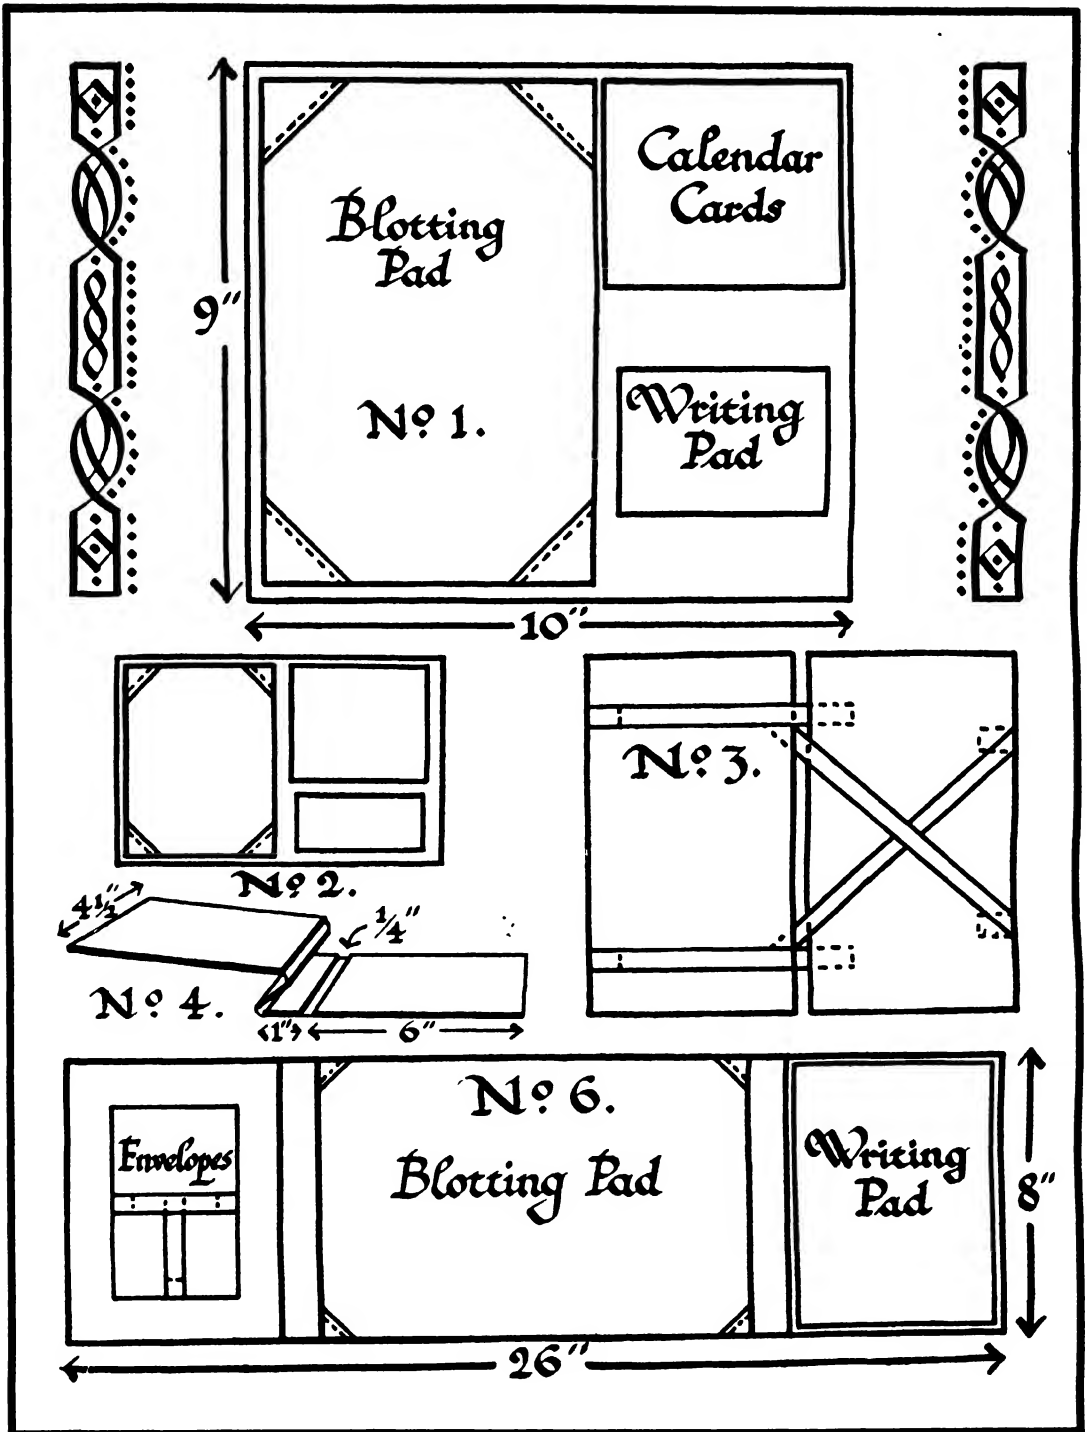 Calendar
Cards
Blotting
Pad
9"
Nº 1.
Writing
Pad
10"
Nº 3.
Nº 2.
4½"
¼"
Nº 4.
1"
6"
Nº 6.
Envelopes
Blotting Pad
Writing
Pad
8"
26"